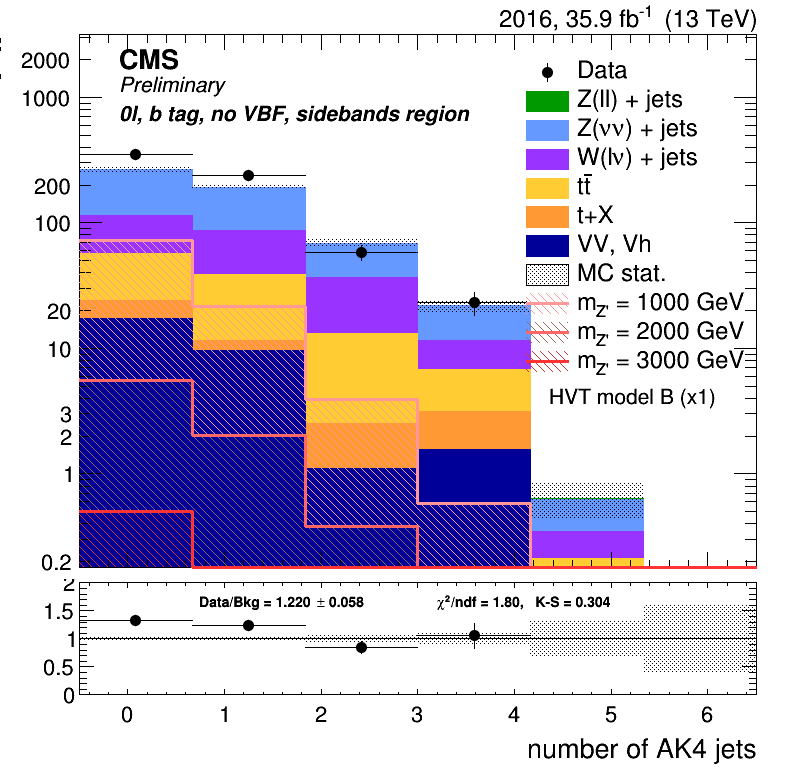 2016, 35.9 fb⁻¹ (13 TeV)
CMS
Preliminary
0l, b tag, no VBF, sidebands region
Data
Z(ll) + jets
Z(νν) + jets
W(lν) + jets
tt̄
t+X
VV, Vh
MC stat.
m_Z' = 1000 GeV
m_Z' = 2000 GeV
m_Z' = 3000 GeV
HVT model B (x1)
2000
1000
200
100
20
10
3
2
1
0.2
Data/Bkg = 1.220 ± 0.058
χ²/ndf = 1.80, K-S = 0.304
2
1.5
1
0.5
0
0 1 2 3 4 5 6
number of AK4 jets